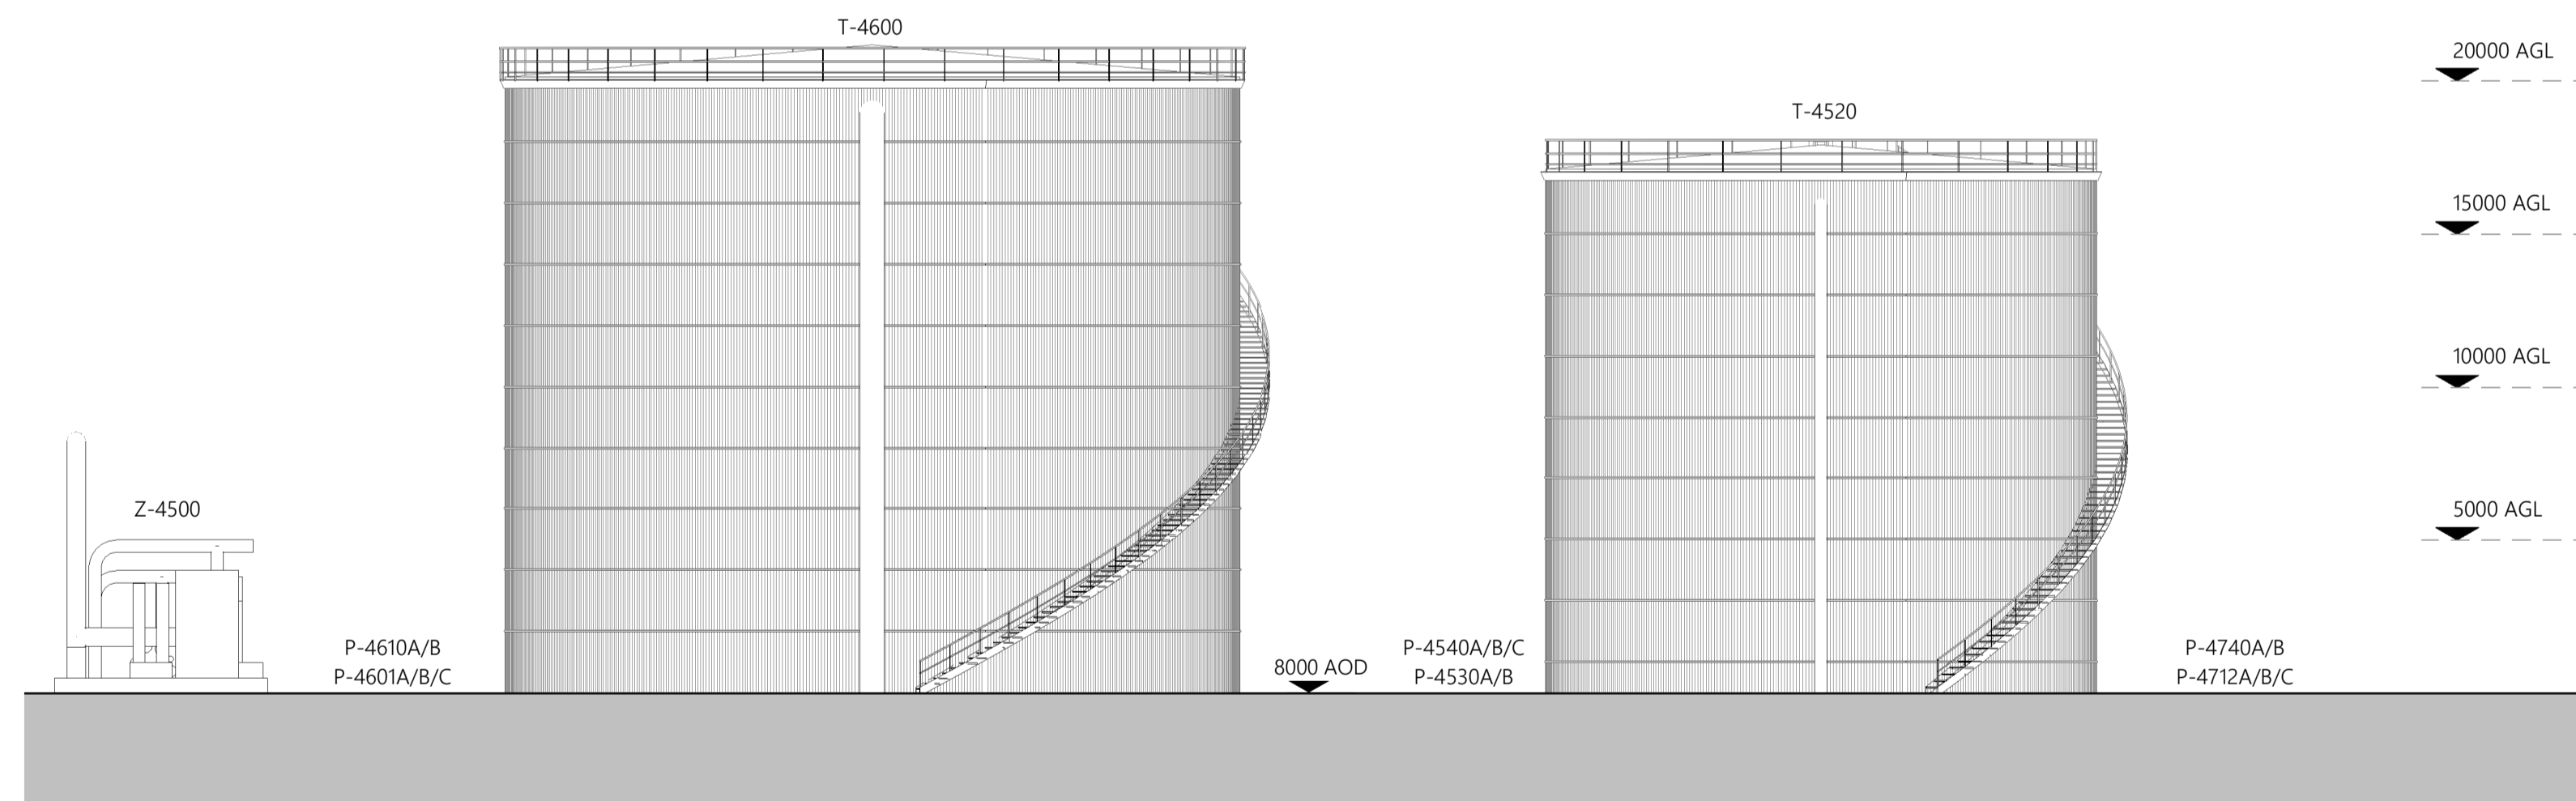 T-4600
20000 AGL
T-4520
15000 AGL
10000 AGL
Z-4500
5000 AGL
P-4610A/B
P-4601A/B/C
8000 AOD
P-4540A/B/C
P-4530A/B
P-4740A/B
P-4712A/B/C